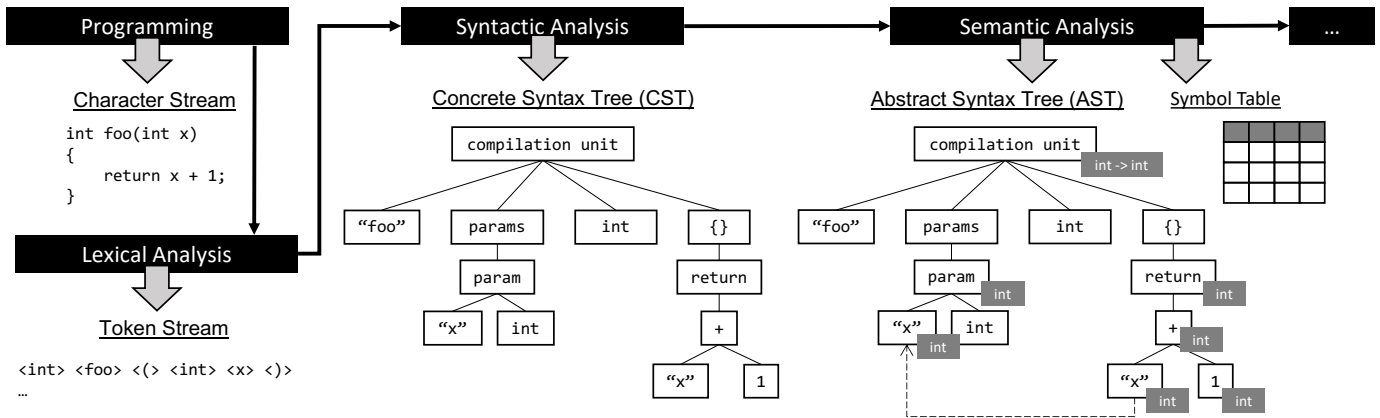 Programming
Character Stream
int foo(int x)
{
return x + 1;
}
Lexical Analysis
Token Stream
<int> <foo> <(> <int> <x> <)>
…
Syntactic Analysis
Concrete Syntax Tree (CST)
compilation unit
“foo” params int {}
param return
“x” int +
“x” 1
Semantic Analysis
Abstract Syntax Tree (AST)
compilation unit
int -> int
“foo” params int {}
param return
int int
“x” int +
int int
“x” 1
int int
Symbol Table
…